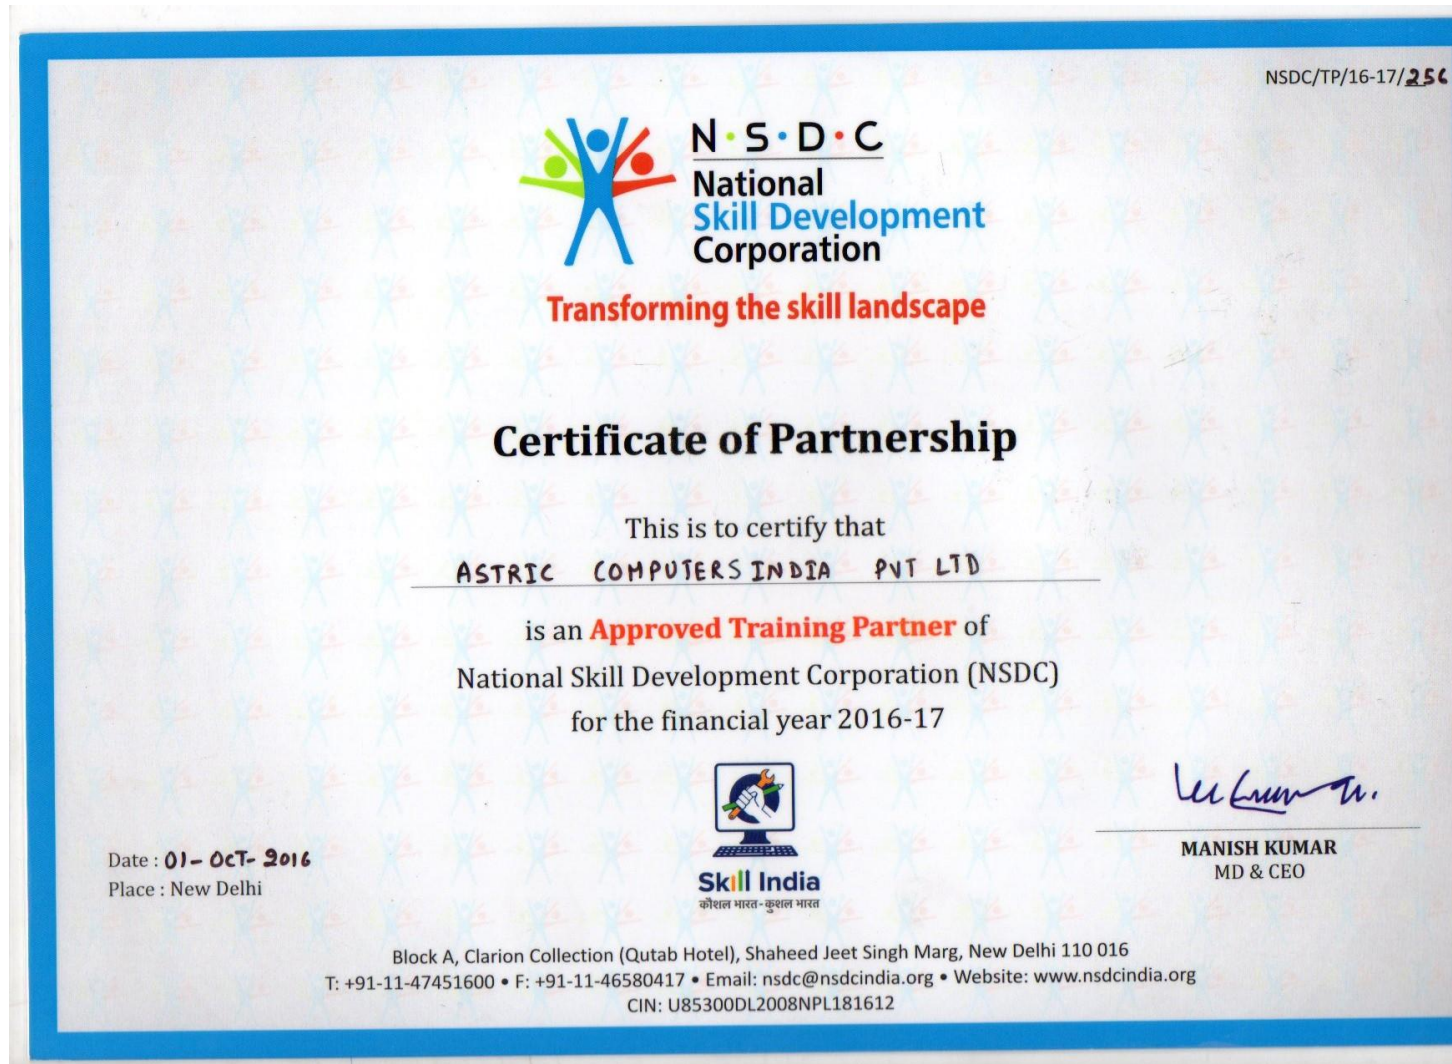 NSDC/TP/16-17/256
N·S·D·C
National
Skill Development
Corporation
Transforming the skill landscape
Certificate of Partnership
This is to certify that
ASTRIC COMPUTERS INDIA PVT LTD
is an Approved Training Partner of
National Skill Development Corporation (NSDC)
for the financial year 2016-17
Date : 01-OCT-2016
Place : New Delhi
Skill India
कौशल भारत-कुशल भारत
MANISH KUMAR
MD & CEO
Block A, Clarion Collection (Qutab Hotel), Shaheed Jeet Singh Marg, New Delhi 110 016
T: +91-11-47451600 • F: +91-11-46580417 • Email: nsdc@nsdcindia.org • Website: www.nsdcindia.org
CIN: U85300DL2008NPL181612